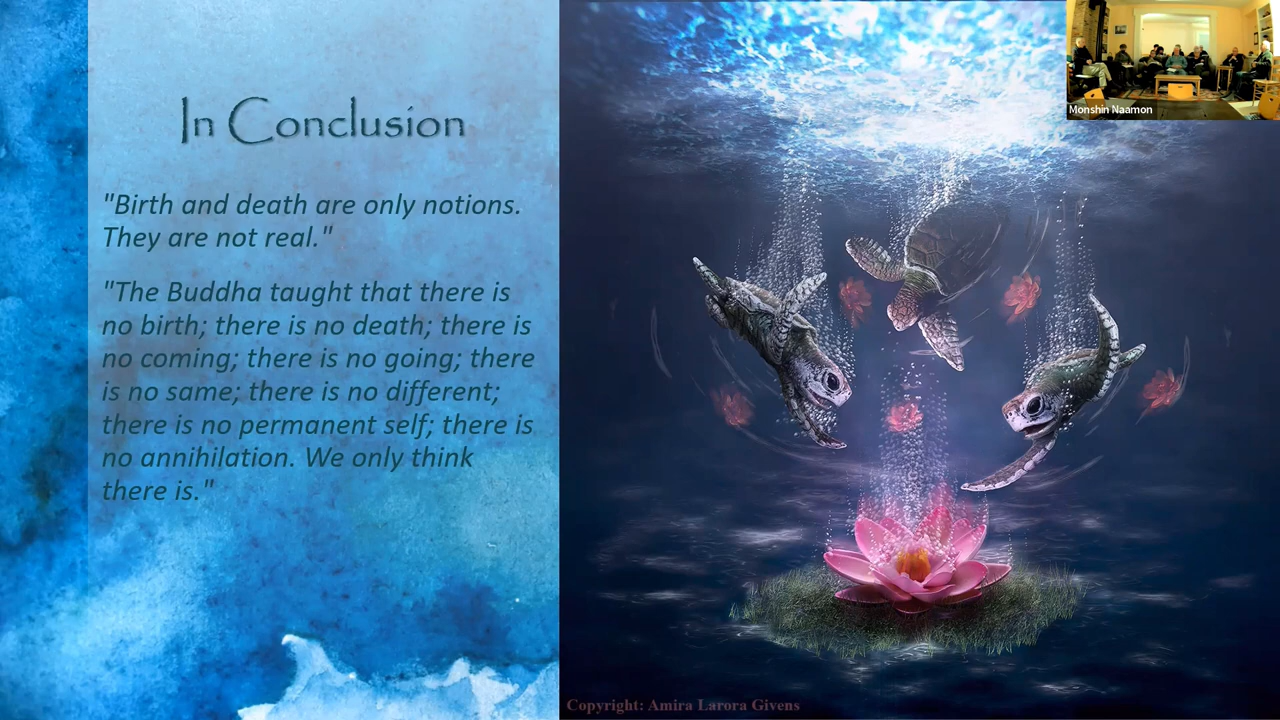 In Conclusion
"Birth and death are only notions.
They are not real."
"The Buddha taught that there is
no birth; there is no death; there is
no coming; there is no going; there
is no same; there is no different;
there is no permanent self; there is
no annihilation. We only think
there is."
Monshin Naamon
Copyright: Amira Larora Givens